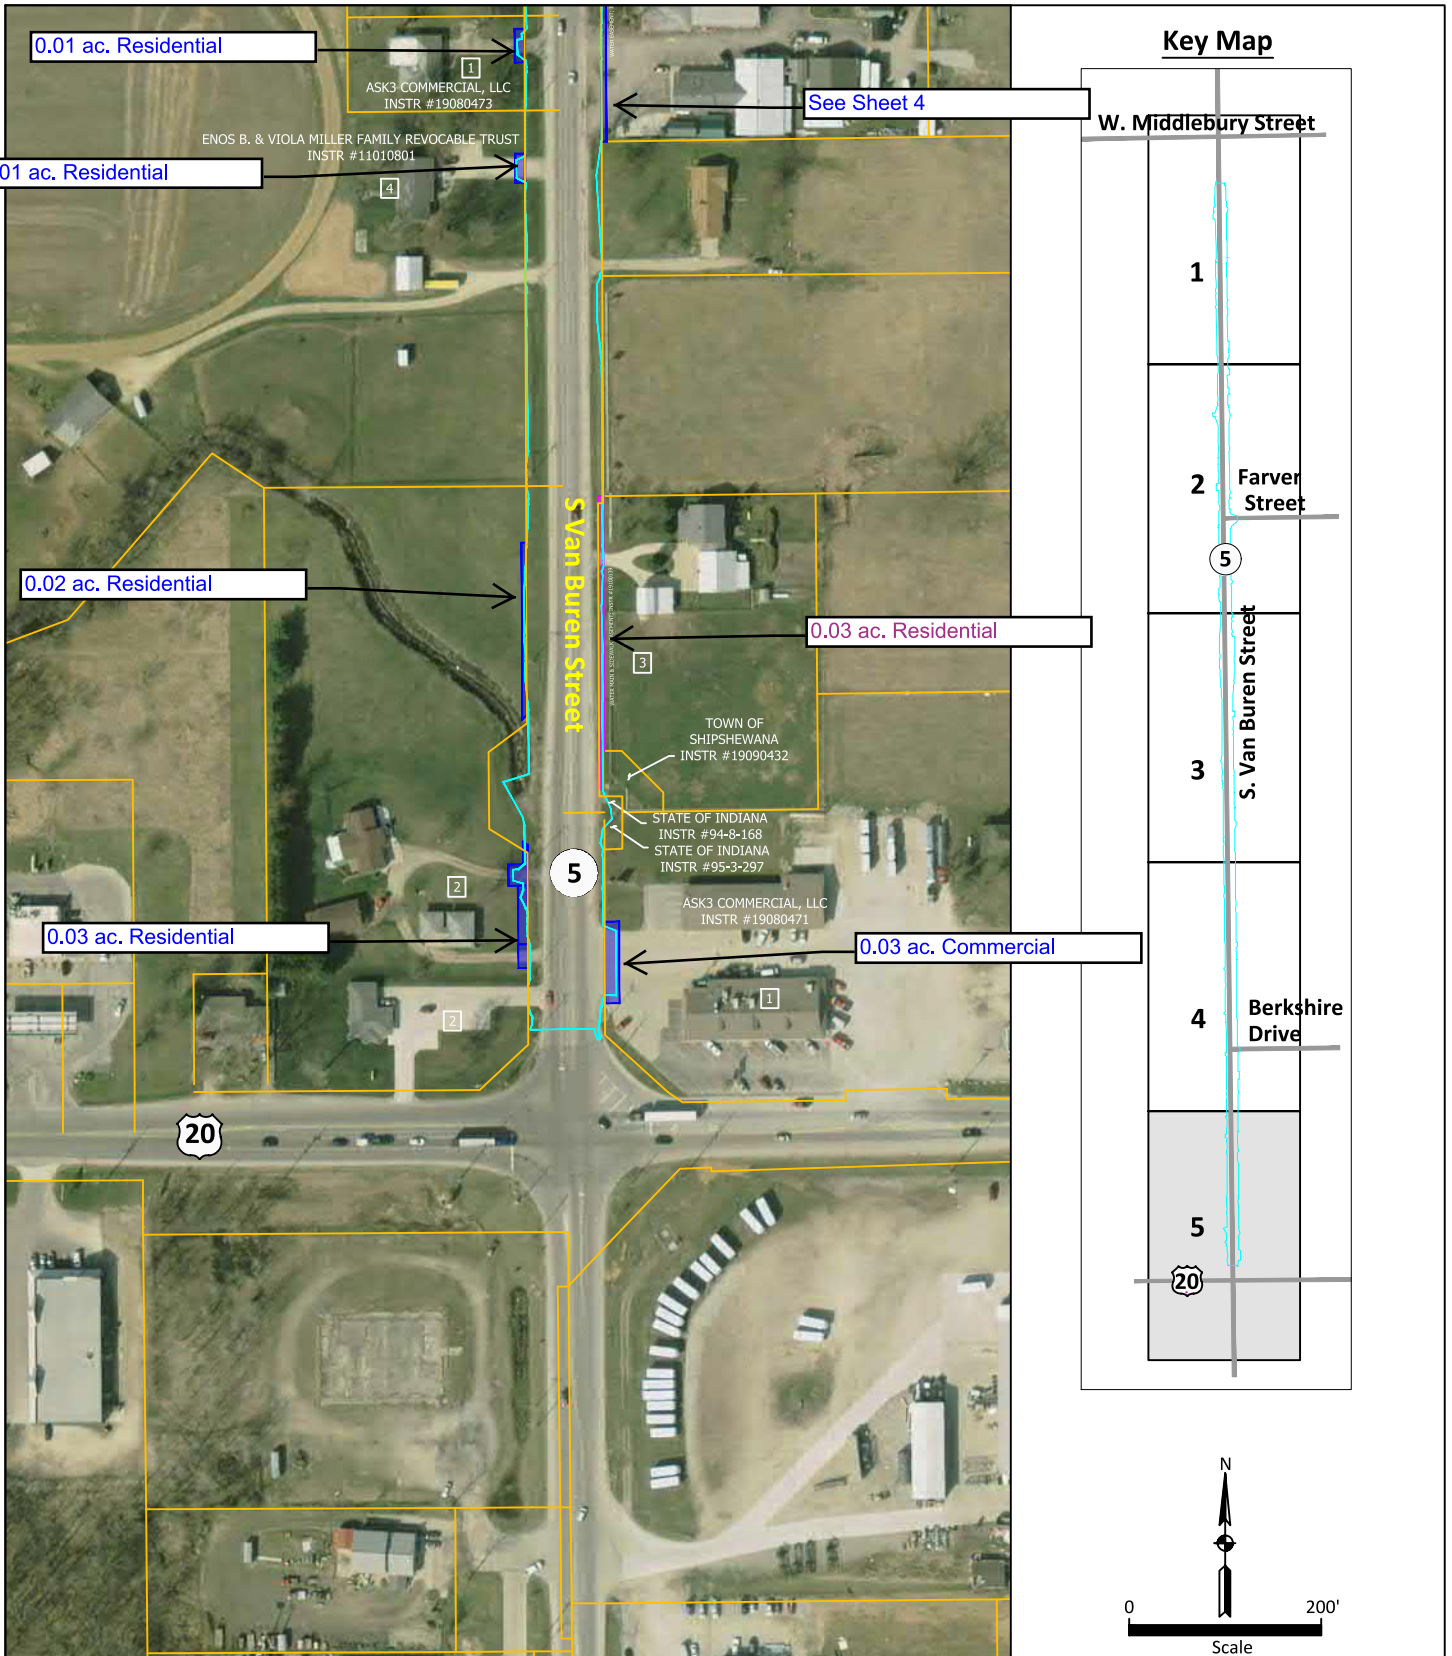 0.01 ac. Residential
1
ASK3 COMMERCIAL, LLC
INSTR #19080473
See Sheet 4
ENOS B. & VIOLA MILLER FAMILY REVOCABLE TRUST
INSTR #11010801
01 ac. Residential
4
0.02 ac. Residential
S Van Buren Street
0.03 ac. Residential
3
TOWN OF
SHIPSHEWANA
INSTR #19090432
STATE OF INDIANA
INSTR #94-8-168
STATE OF INDIANA
INSTR #95-3-297
5
2
ASK3 COMMERCIAL, LLC
INSTR #19080471
0.03 ac. Residential
0.03 ac. Commercial
1
2
20
Key Map
W. Middlebury Street
1
2
Farver
Street
5
S. Van Buren Street
3
4
Berkshire
Drive
5
20
N
0
200'
Scale